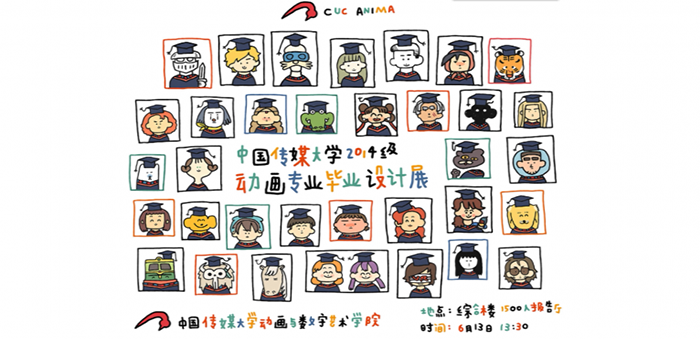 CUC ANIMA
中国传媒大学2014级
动画专业毕业设计展
中国传媒大学动画与数字艺术学院
地点：综合楼 1500人报告厅
时间：6月13日 13:30